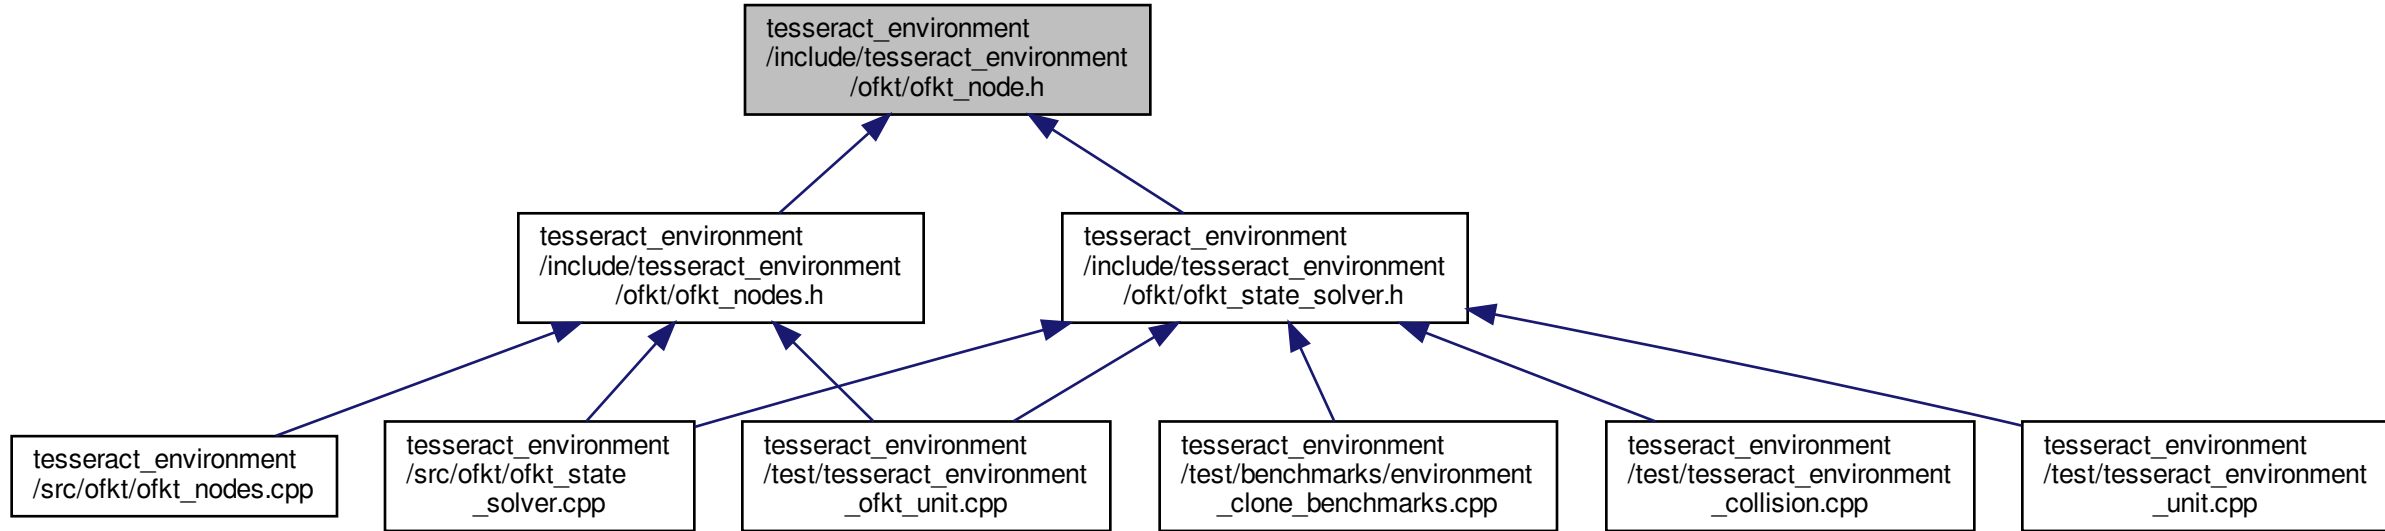 tesseract_environment
/include/tesseract_environment
/ofkt/ofkt_node.h
tesseract_environment
/include/tesseract_environment
/ofkt/ofkt_nodes.h
tesseract_environment
/include/tesseract_environment
/ofkt/ofkt_state_solver.h
tesseract_environment
/src/ofkt/ofkt_nodes.cpp
tesseract_environment
/src/ofkt/ofkt_state
_solver.cpp
tesseract_environment
/test/tesseract_environment
_ofkt_unit.cpp
tesseract_environment
/test/benchmarks/environment
_clone_benchmarks.cpp
tesseract_environment
/test/tesseract_environment
_collision.cpp
tesseract_environment
/test/tesseract_environment
_unit.cpp